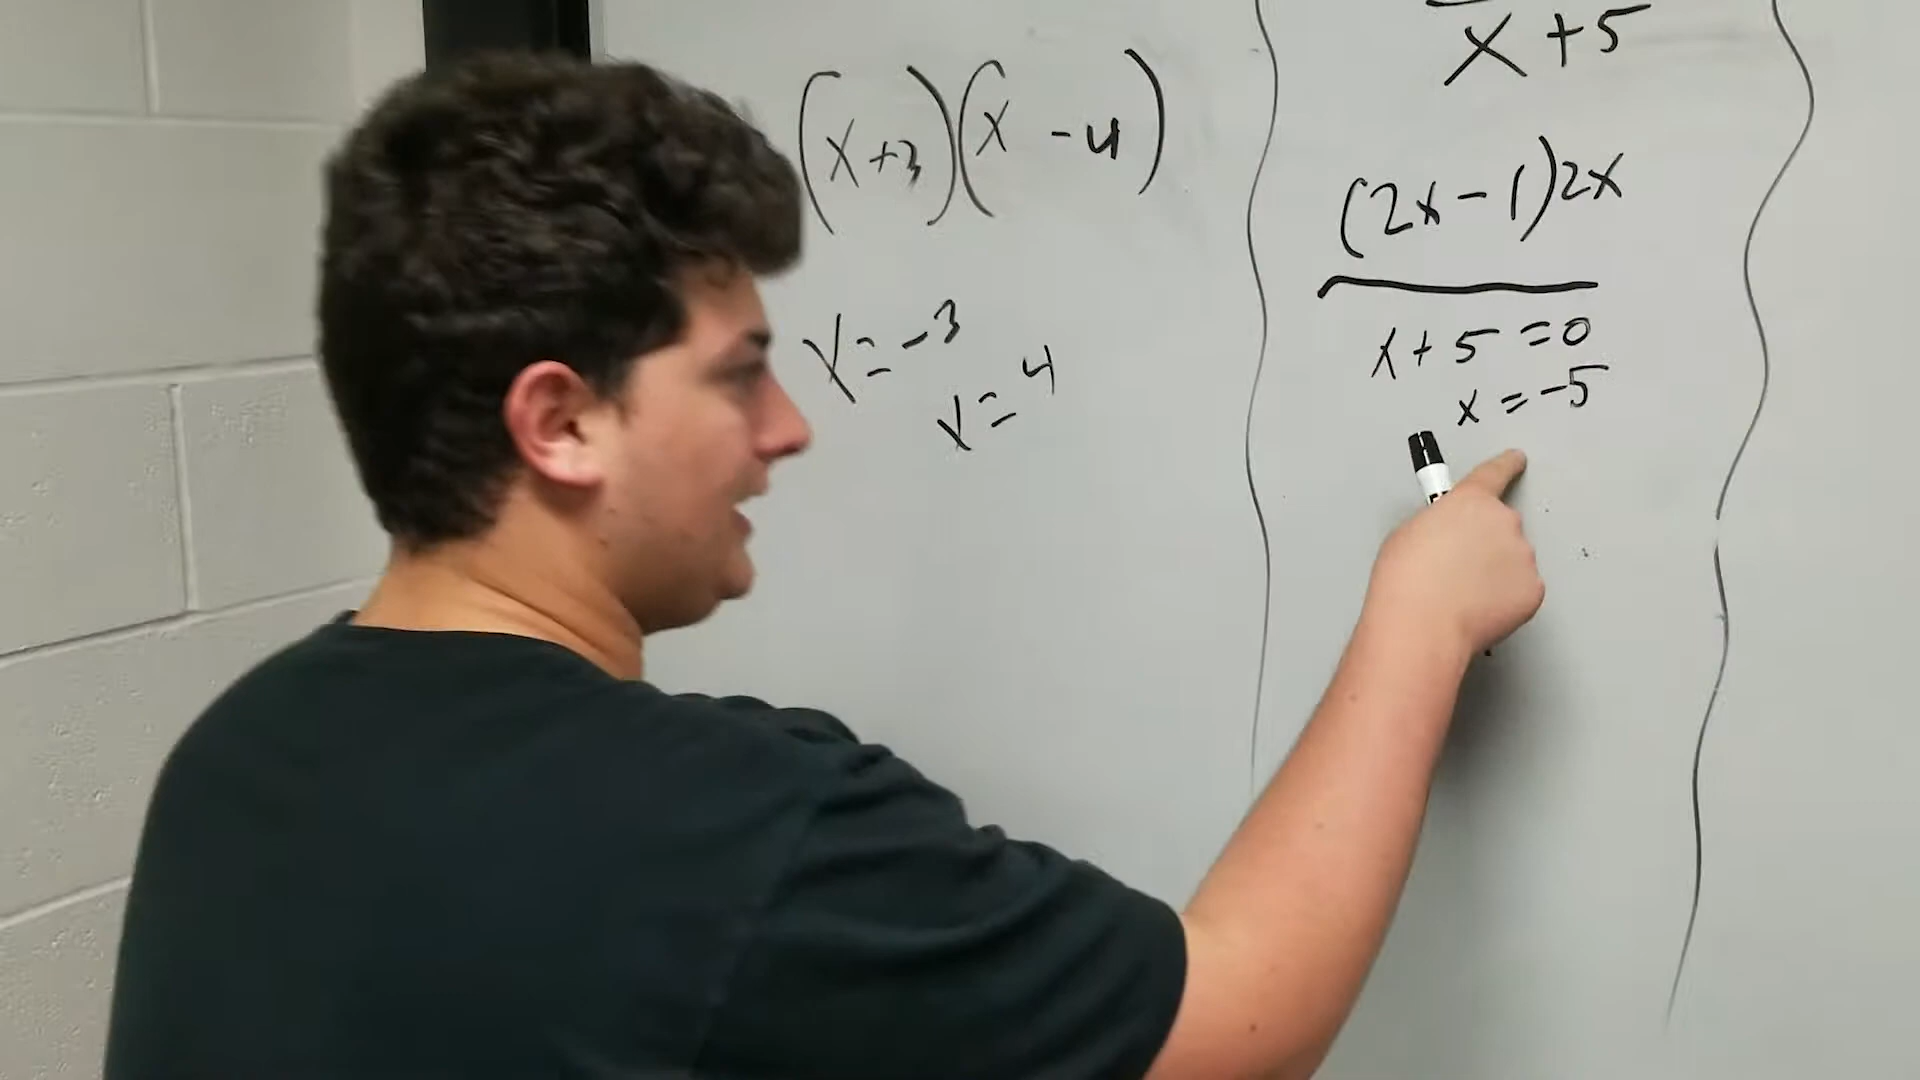 (x+3)(x-4)
x=-3
x=4
x+5
(2x-1)2x
x+5=0
x=-5